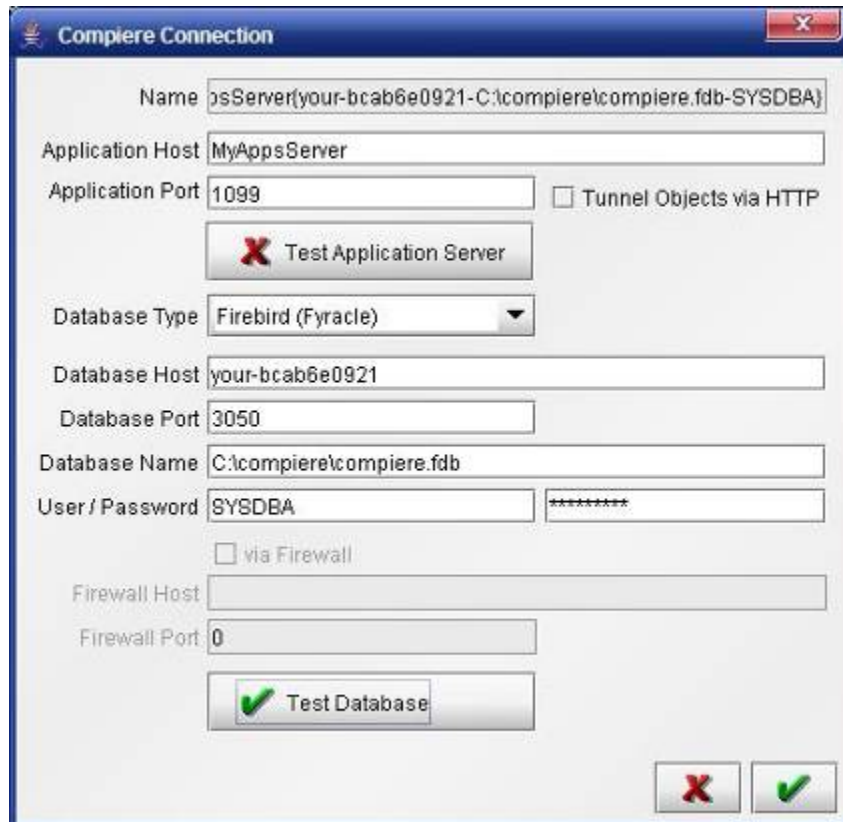 Compiere Connection
Name osServer{your-bcab6e0921-C:\compiere\compiere.fdb-SYSDBA}
Application Host MyAppsServer
Application Port 1099 Tunnel Objects via HTTP
Test Application Server
Database Type Firebird (Fyracle)
Database Host your-bcab6e0921
Database Port 3050
Database Name C:\compiere\compiere.fdb
User / Password SYSDBA *********
via Firewall
Firewall Host
Firewall Port 0
Test Database